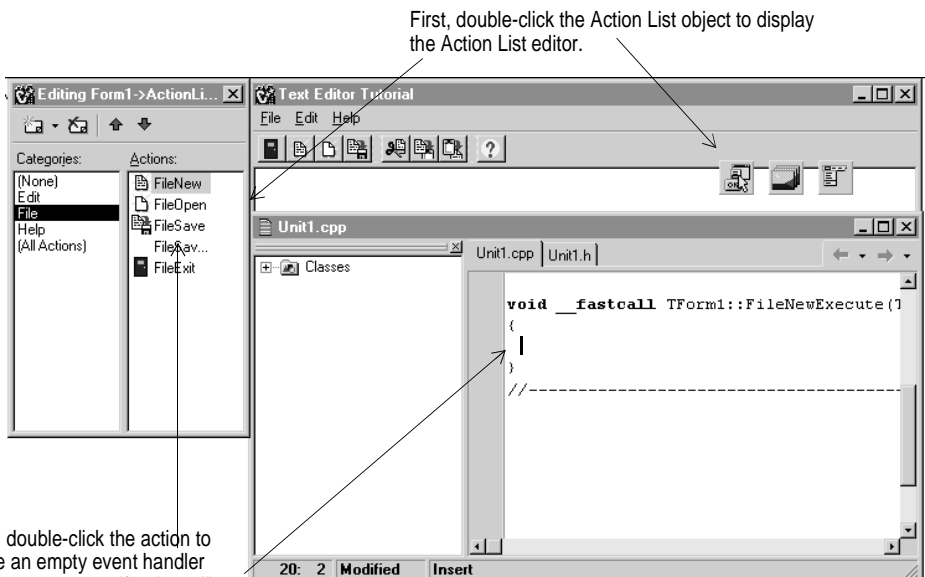 First, double-click the Action List object to display
the Action List editor.
Editing Form1->ActionLi...
Categories:
Actions:
(None)
Edit
File
Help
(All Actions)
FileNew
FileOpen
FileSave
FileSav...
FileExit
Text Editor Tutorial
File Edit Help
?
OK
Unit1.cpp
Classes
Unit1.cpp
Unit1.h
void __fastcall TForm1::FileNewExecute(T
{
}
//--------------------------------------
20: 2 Modified Insert
double-click the action to
an empty event handler